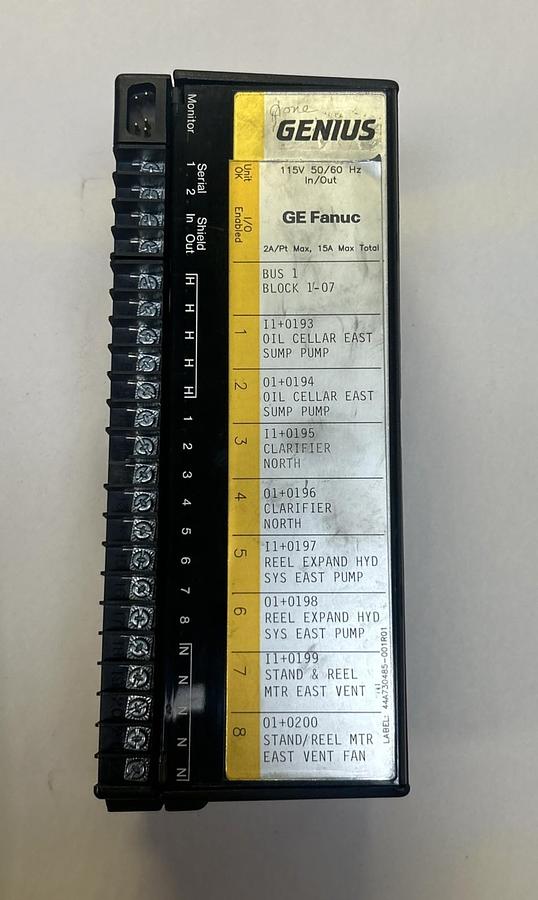 Done
GENIUS
115V 50/60 Hz
In/Out
GE Fanuc
2A/Pt Max, 15A Max Total
Unit
OK
I/O
Enabled
BUS 1
BLOCK 1-07
1
I1+0193
OIL CELLAR EAST
SUMP PUMP
2
O1+0194
OIL CELLAR EAST
SUMP PUMP
3
I1+0195
CLARIFIER
NORTH
4
O1+0196
CLARIFIER
NORTH
5
I1+0197
REEL EXPAND HYD
SYS EAST PUMP
6
O1+0198
REEL EXPAND HYD
SYS EAST PUMP
7
I1+0199
STAND & REEL
MTR EAST VENT
8
O1+0200
STAND/REEL MTR
EAST VENT FAN
LABEL: 44A730485-001R01
Monitor
Serial
1 2
Shield
In Out
H
H
H
H
H
1
2
3
4
5
6
7
8
N
N
N
N
N